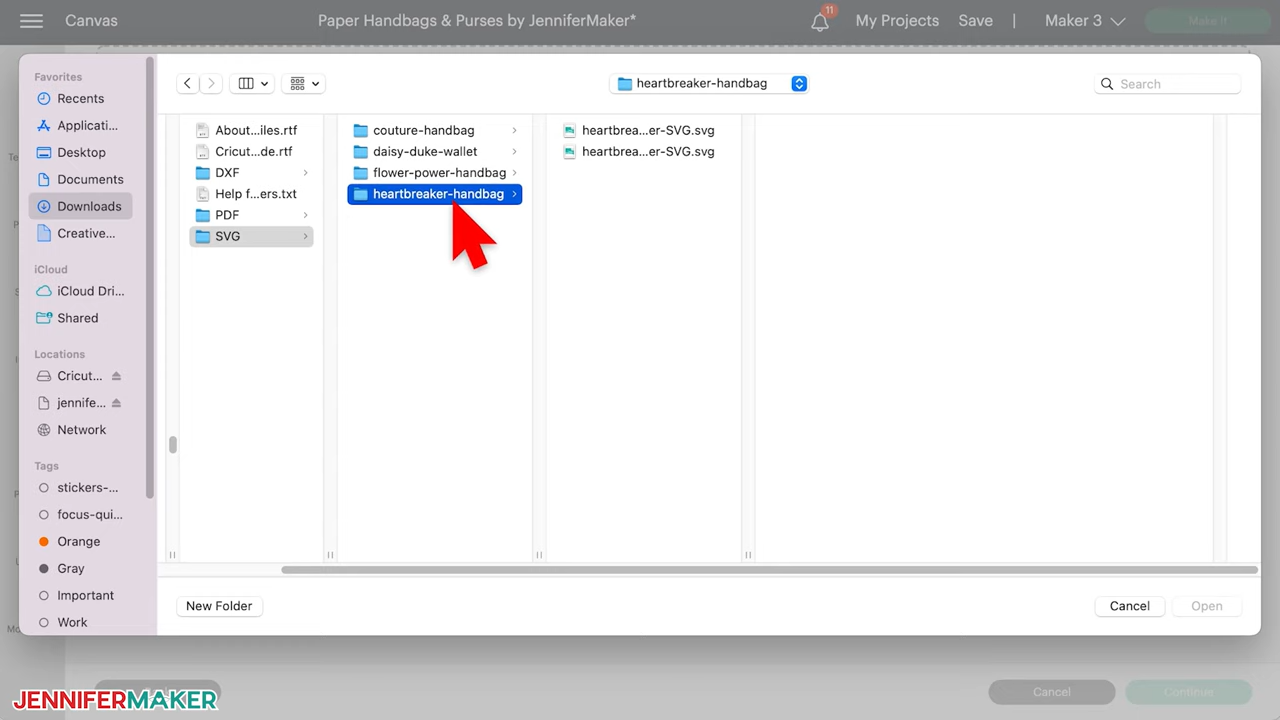 Canvas
Paper Handbags & Purses by JenniferMaker*
11
My Projects
Save
|
Maker 3
Make It
Favorites
Recents
Applicati...
Desktop
Documents
Downloads
Creative...
iCloud
iCloud Dri...
Shared
Locations
Cricut...
jennife...
Network
Tags
stickers-...
focus-qui...
Orange
Gray
Important
Work
heartbreaker-handbag
Search
About...iles.rtf
Cricut...de.rtf
DXF
Help f...ers.txt
PDF
SVG
couture-handbag
daisy-duke-wallet
flower-power-handbag
heartbreaker-handbag
heartbrea...er-SVG.svg
heartbrea...er-SVG.svg
New Folder
Cancel
Open
Cancel
Continue
JENNIFERMAKER